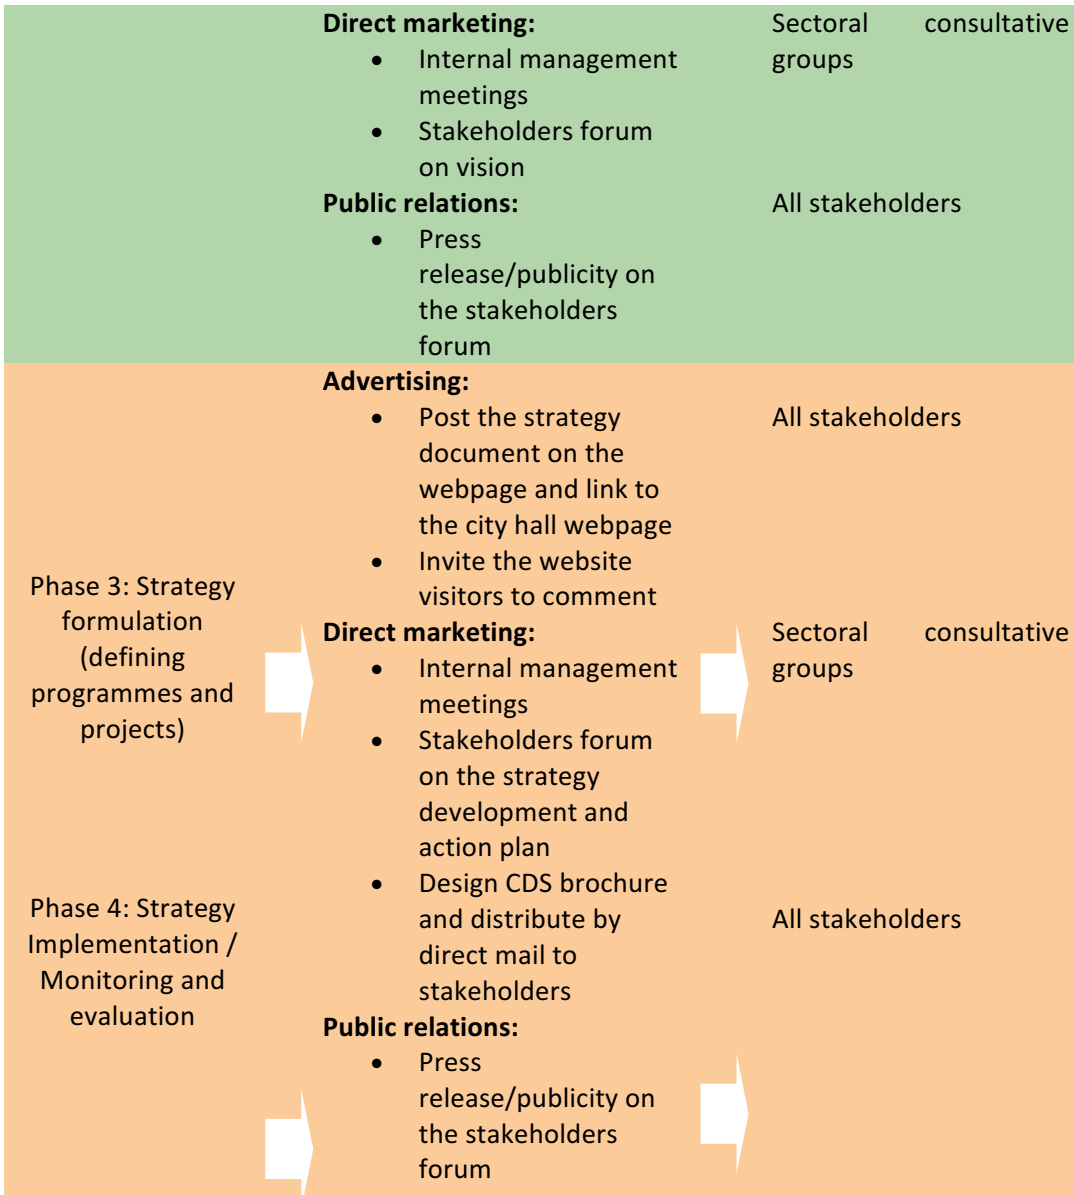 Direct marketing:
• Internal management
meetings
• Stakeholders forum
on vision
Sectoral consultative
groups
Public relations:
• Press
release/publicity on
the stakeholders
forum
All stakeholders
Phase 3: Strategy
formulation
(defining
programmes and
projects)
Advertising:
• Post the strategy
document on the
webpage and link to
the city hall webpage
• Invite the website
visitors to comment
All stakeholders
Direct marketing:
• Internal management
meetings
• Stakeholders forum
on the strategy
development and
action plan
• Design CDS brochure
and distribute by
direct mail to
stakeholders
Sectoral consultative
groups
Phase 4: Strategy
Implementation /
Monitoring and
evaluation
All stakeholders
Public relations:
• Press
release/publicity on
the stakeholders
forum